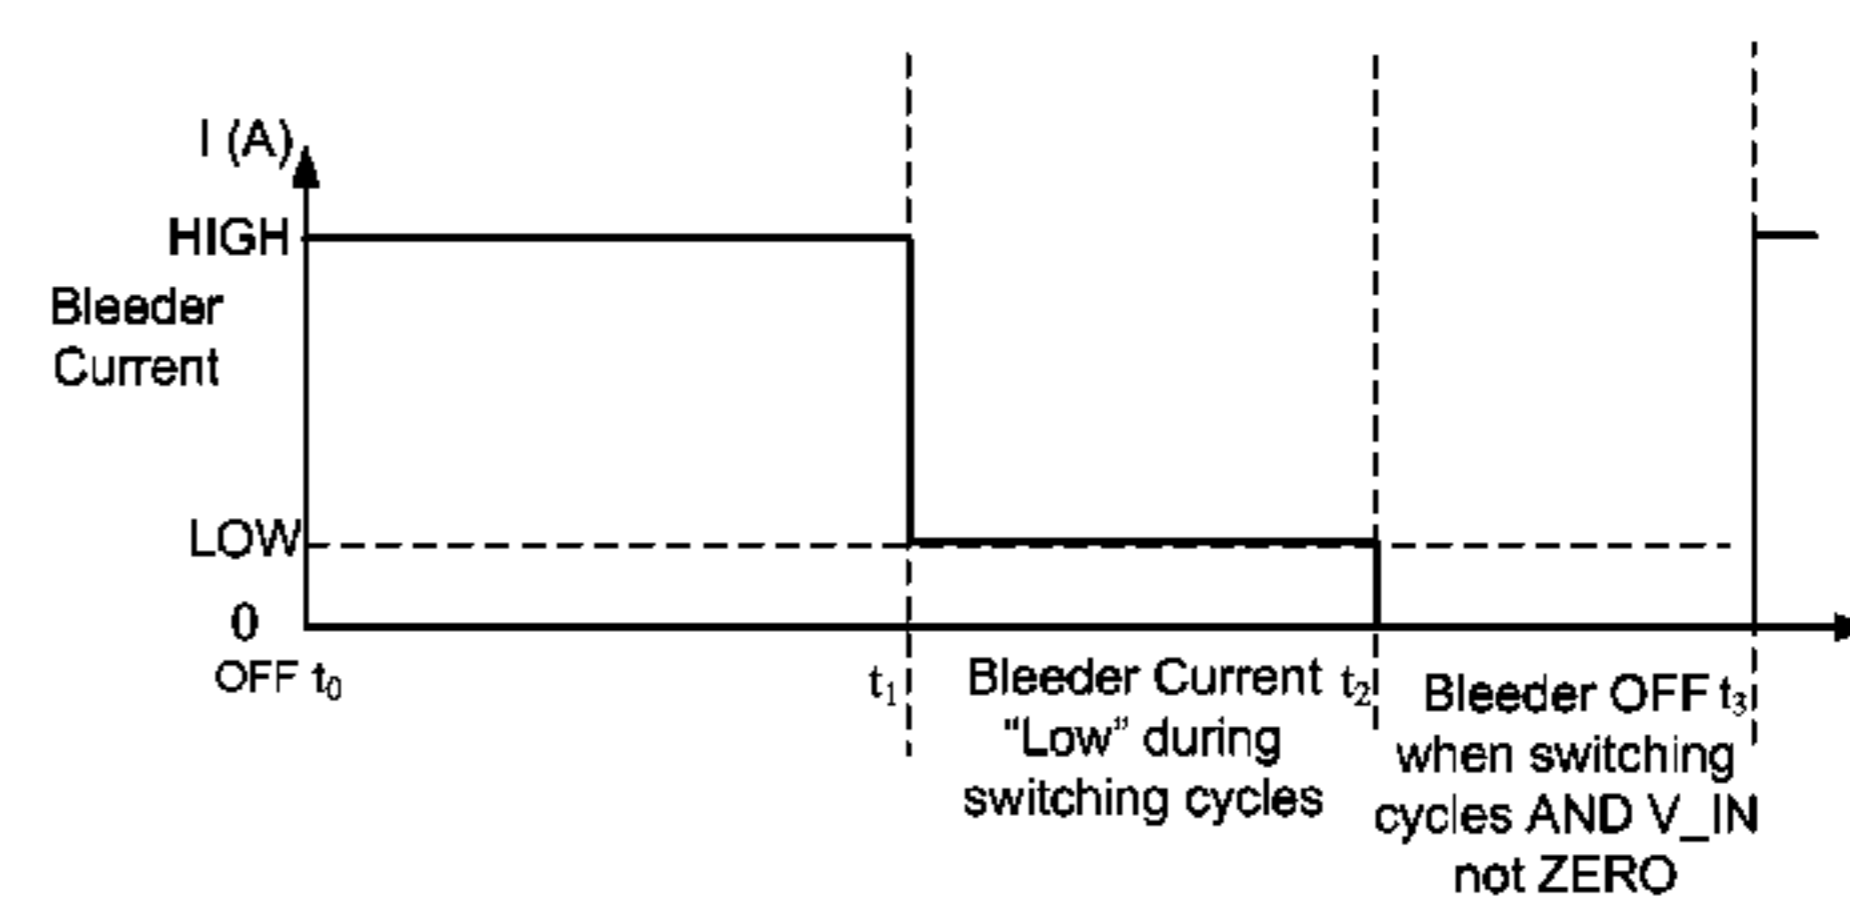 I (A)
HIGH
Bleeder
Current
LOW
0
OFF t₀
t₁
Bleeder Current
“Low” during
switching cycles
t₂
Bleeder OFF
when switching
cycles AND V_IN
not ZERO
t₃